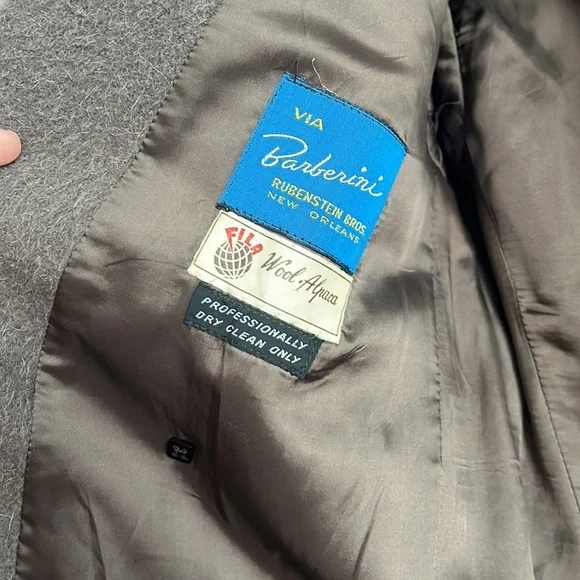 VIA
Barberini
RUBENSTEIN BROS.
NEW ORLEANS
FILA
Wool, Alpaca
PROFESSIONALLY
DRY CLEAN ONLY